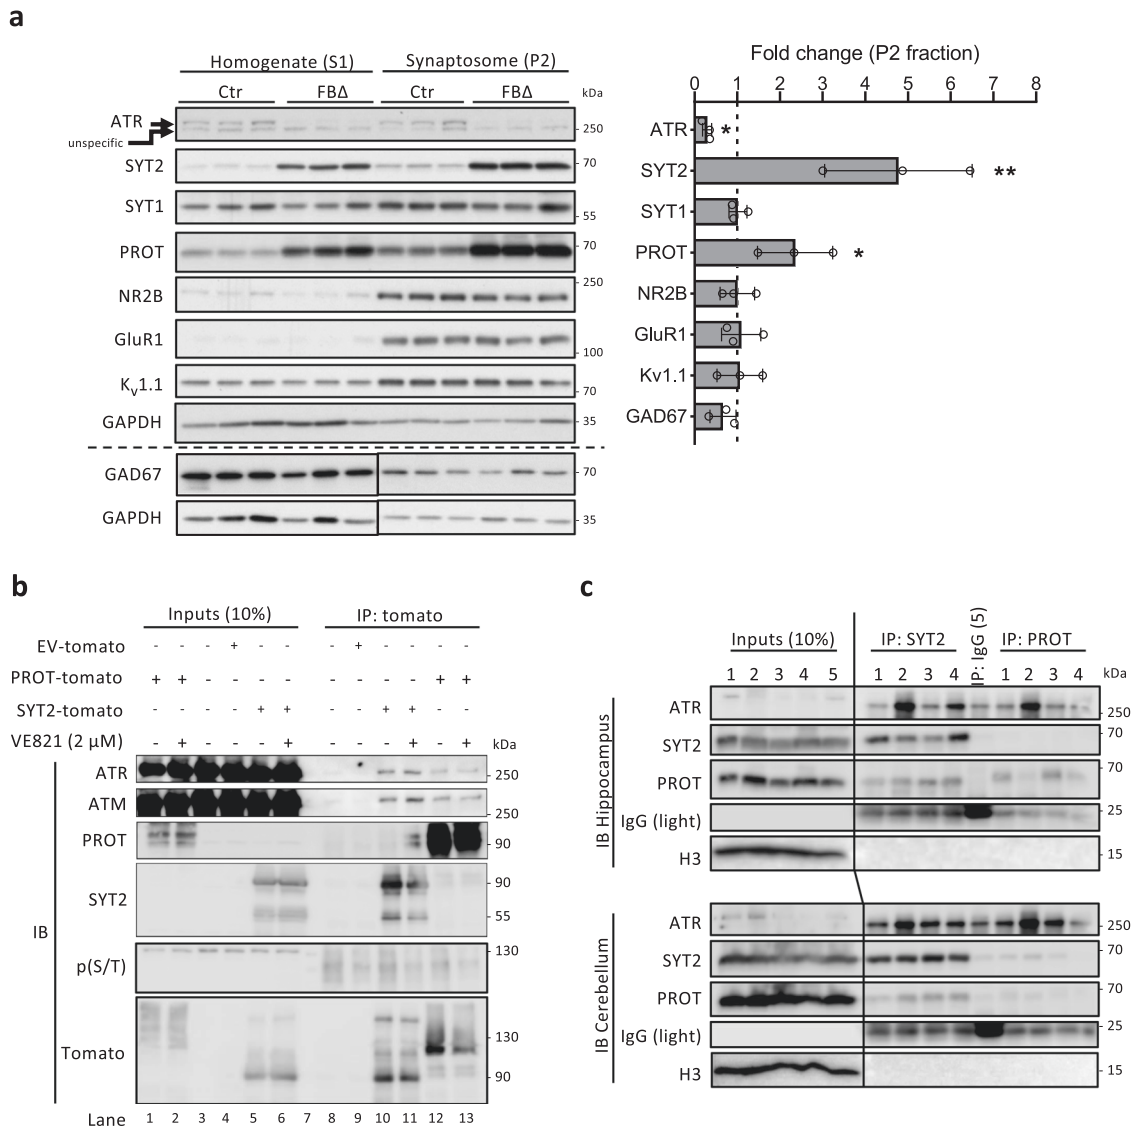 a
Homogenate (S1) Synaptosome (P2)
Ctr FBΔ Ctr FBΔ kDa
ATR
unspecific
250
SYT2 70
SYT1 55
PROT 70
NR2B 250
GluR1 100
Kv1.1 70
GAPDH 35
GAD67 70
GAPDH 35
Fold change (P2 fraction)
0 1 2 3 4 5 6 7 8
ATR *
SYT2 **
SYT1
PROT *
NR2B
GluR1
Kv1.1
GAD67
b
Inputs (10%) IP: tomato
EV-tomato - - - + - - - + - - - -
PROT-tomato + + - - - - - - - - + +
SYT2-tomato - - - - + + - - + + - -
VE821 (2 µM) - + - - - + - - - + - +
kDa
IB
ATR 250
ATM 250
PROT 90
SYT2 90
55
p(S/T) 130
Tomato 130
90
Lane 1 2 3 4 5 6 7 8 9 10 11 12 13
c
Inputs (10%) IP: SYT2 IP: IgG (5) IP: PROT
1 2 3 4 5 1 2 3 4 1 2 3 4 kDa
IB Hippocampus
ATR 250
SYT2 70
PROT 70
IgG (light) 25
H3 15
IB Cerebellum
ATR 250
SYT2 70
PROT 70
IgG (light) 25
H3 15